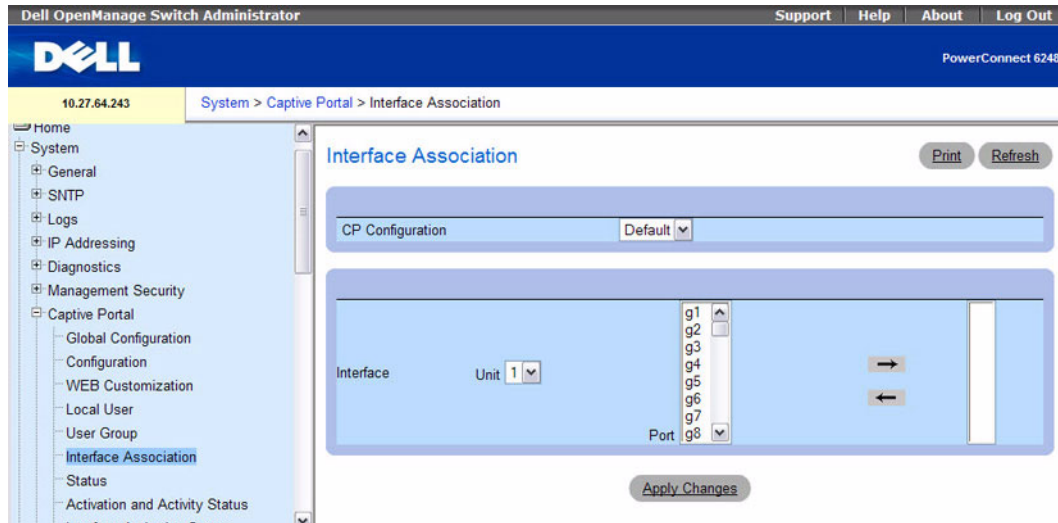 Dell OpenManage Switch Administrator
Support Help About Log Out
DELL
PowerConnect 6248
10.27.64.243
System > Captive Portal > Interface Association
Home
System
General
SNTP
Logs
IP Addressing
Diagnostics
Management Security
Captive Portal
Global Configuration
Configuration
WEB Customization
Local User
User Group
Interface Association
Status
Activation and Activity Status
Interface Association
Print Refresh
CP Configuration Default
Interface Unit 1
Port
g1
g2
g3
g4
g5
g6
g7
g8
Apply Changes